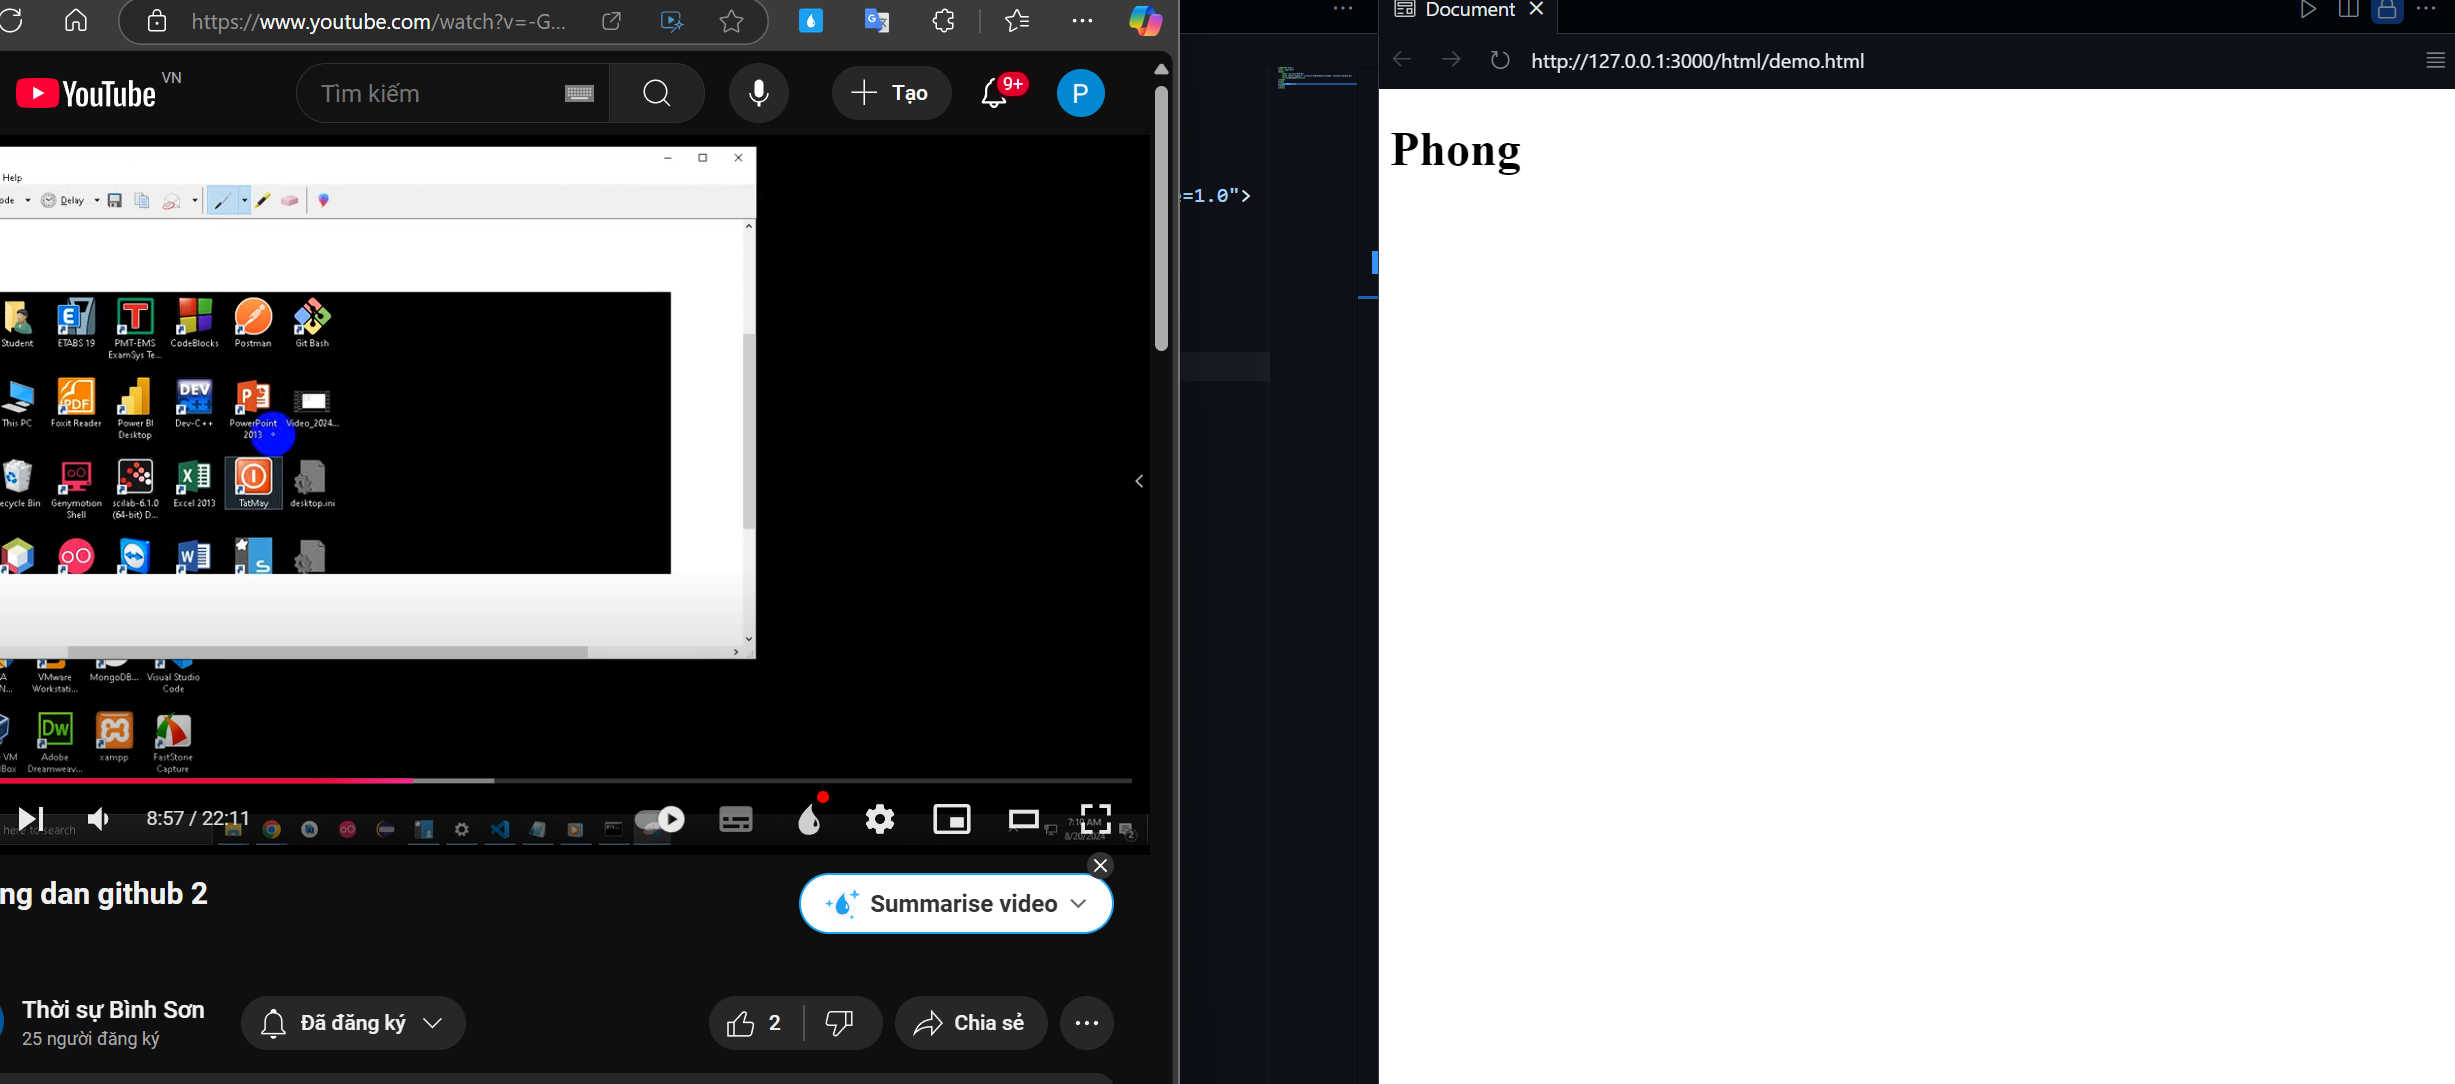 https://www.youtube.com/watch?v=-G...
YouTube VN
Tìm kiếm
Tạo
9+
P
Help
Delay
Student
ETABS 19
PMT-EMS
ExamSys Te...
CodeBlocks
Postman
Git Bash
This PC
Foxit Reader
Power BI
Desktop
Dev-C++
PowerPoint
2013
Video_2024...
ecycle Bin
Genymotion
Shell
scilab-6.1.0
(64-bit) D...
Excel 2013
TatMay
desktop.ini
VMware
Workstati...
MongoDB...
Visual Studio
Code
VM
Box
Adobe
Dreamweav...
xampp
FastStone
Capture
8:57 / 22:11
here to search
7:10 AM
8/20/2024
ng dan github 2
Summarise video
Thời sự Bình Sơn
25 người đăng ký
Đã đăng ký
2
Chia sẻ
=1.0">
Document
http://127.0.0.1:3000/html/demo.html
Phong